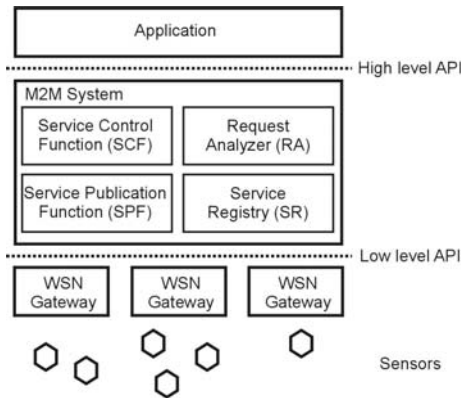 Application
High level API
M2M System
Service Control
Function (SCF)
Request
Analyzer (RA)
Service Publication
Function (SPF)
Service
Registry (SR)
Low level API
WSN
Gateway
WSN
Gateway
WSN
Gateway
Sensors